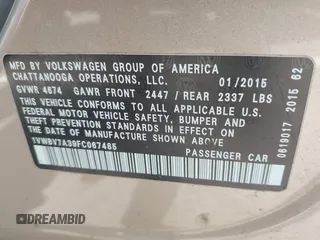 MFD BY VOLKSWAGEN GROUP OF AMERICA
CHATTANOOGA OPERATIONS, LLC. 01/2015
GVWR 4674 GAWR FRONT 2447 / REAR 2337 LBS
THIS VEHICLE CONFORMS TO ALL APPLICABLE U.S.
FEDERAL MOTOR VEHICLE SAFETY, BUMPER AND
THEFT PREVENTION STANDARDS IN EFFECT ON THE
DATE OF MANUFACTURE SHOWN ABOVE.
1VWBV7A39FC067485
PASSENGER CAR
0619017 2015 62